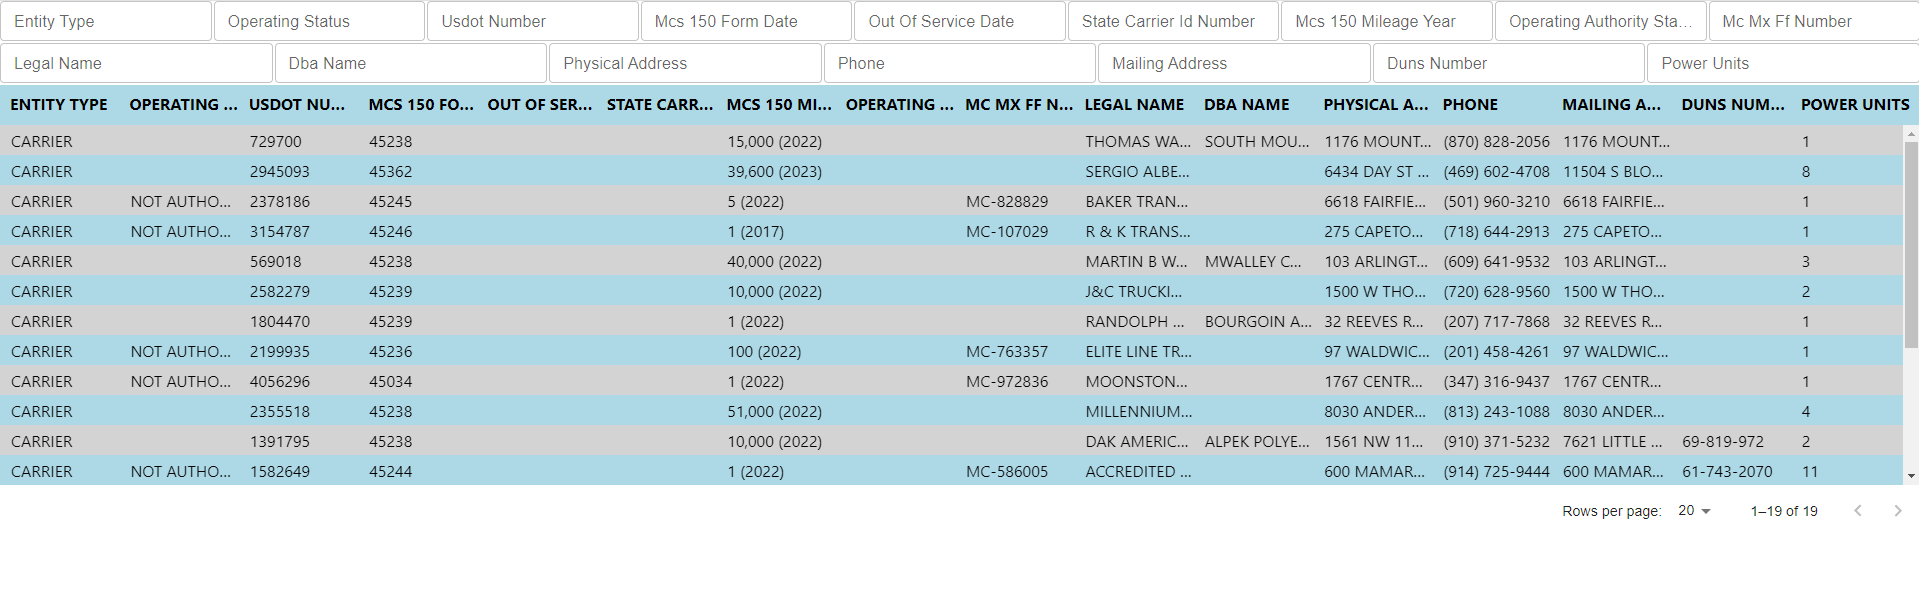 Entity Type Operating Status Usdot Number Mcs 150 Form Date Out Of Service Date State Carrier Id Number Mcs 150 Mileage Year Operating Authority Sta... Mc Mx Ff Number
Legal Name Dba Name Physical Address Phone Mailing Address Duns Number Power Units
ENTITY TYPE OPERATING ... USDOT NU... MCS 150 FO... OUT OF SER... STATE CARR... MCS 150 MI... OPERATING ... MC MX FF N... LEGAL NAME DBA NAME PHYSICAL A... PHONE MAILING A... DUNS NUM... POWER UNITS
CARRIER 729700 45238 15,000 (2022) THOMAS WA... SOUTH MOU... 1176 MOUNT... (870) 828-2056 1176 MOUNT... 1
CARRIER 2945093 45362 39,600 (2023) SERGIO ALBE... 6434 DAY ST ... (469) 602-4708 11504 S BLO... 8
CARRIER NOT AUTHO... 2378186 45245 5 (2022) MC-828829 BAKER TRAN... 6618 FAIRFIE... (501) 960-3210 6618 FAIRFIE... 1
CARRIER NOT AUTHO... 3154787 45246 1 (2017) MC-107029 R & K TRANS... 275 CAPETO... (718) 644-2913 275 CAPETO... 1
CARRIER 569018 45238 40,000 (2022) MARTIN B W... MWALLEY C... 103 ARLINGT... (609) 641-9532 103 ARLINGT... 3
CARRIER 2582279 45239 10,000 (2022) J&C TRUCKI... 1500 W THO... (720) 628-9560 1500 W THO... 2
CARRIER 1804470 45239 1 (2022) RANDOLPH ... BOURGOIN A... 32 REEVES R... (207) 717-7868 32 REEVES R... 1
CARRIER NOT AUTHO... 2199935 45236 100 (2022) MC-763357 ELITE LINE TR... 97 WALDWIC... (201) 458-4261 97 WALDWIC... 1
CARRIER NOT AUTHO... 4056296 45034 1 (2022) MC-972836 MOONSTON... 1767 CENTR... (347) 316-9437 1767 CENTR... 1
CARRIER 2355518 45238 51,000 (2022) MILLENNIUM... 8030 ANDER... (813) 243-1088 8030 ANDER... 4
CARRIER 1391795 45238 10,000 (2022) DAK AMERIC... ALPEK POLYE... 1561 NW 11... (910) 371-5232 7621 LITTLE ... 69-819-972 2
CARRIER NOT AUTHO... 1582649 45244 1 (2022) MC-586005 ACCREDITED ... 600 MAMAR... (914) 725-9444 600 MAMAR... 61-743-2070 11
Rows per page: 20 1–19 of 19